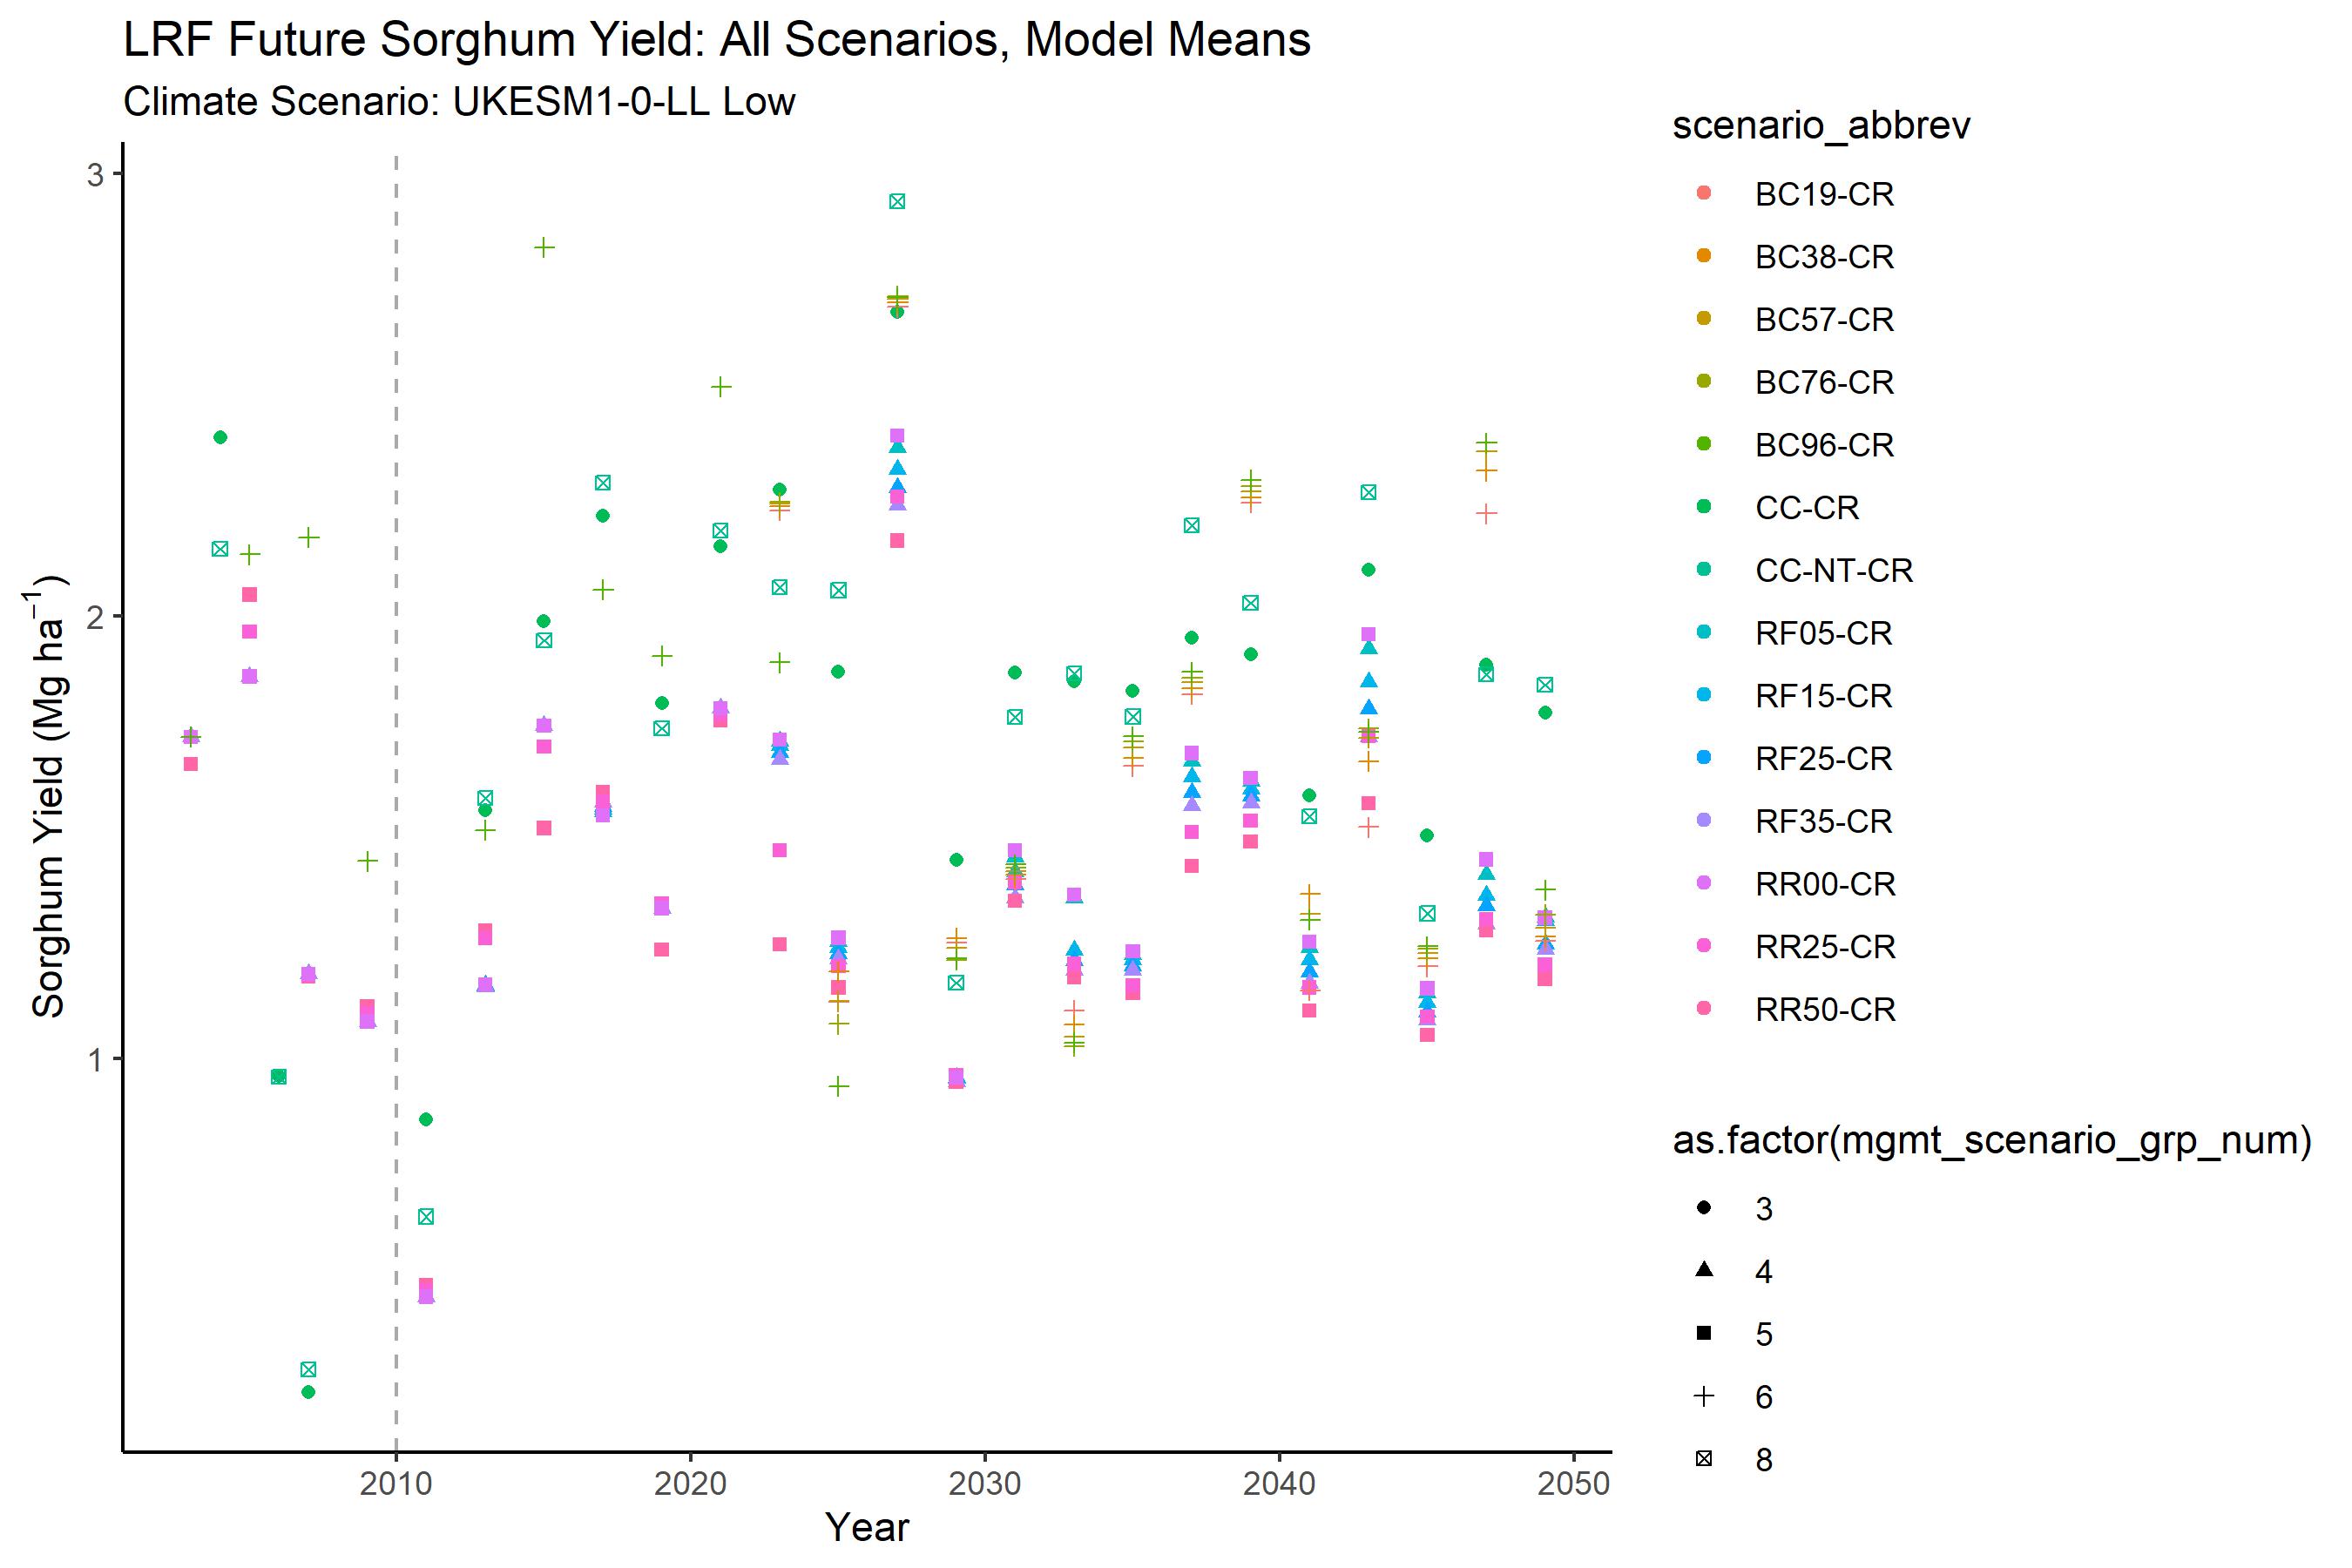 LRF Future Sorghum Yield: All Scenarios, Model Means
Climate Scenario: UKESM1-0-LL Low
3
2
1
Sorghum Yield (Mg ha⁻¹)
2010
2020
2030
2040
2050
Year
scenario_abbrev
BC19-CR
BC38-CR
BC57-CR
BC76-CR
BC96-CR
CC-CR
CC-NT-CR
RF05-CR
RF15-CR
RF25-CR
RF35-CR
RR00-CR
RR25-CR
RR50-CR
as.factor(mgmt_scenario_grp_num)
3
4
5
6
8